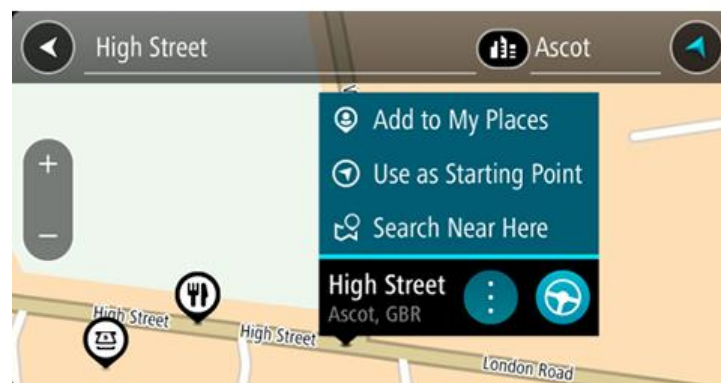 High Street
Ascot
Add to My Places
Use as Starting Point
Search Near Here
High Street
Ascot, GBR
High Street
High Street
London Road